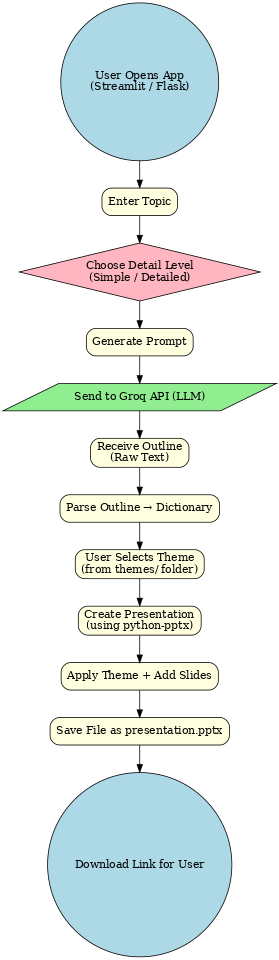 User Opens App
(Streamlit / Flask)
Enter Topic
Choose Detail Level
(Simple / Detailed)
Generate Prompt
Send to Groq API (LLM)
Receive Outline
(Raw Text)
Parse Outline → Dictionary
User Selects Theme
(from themes/ folder)
Create Presentation
(using python-pptx)
Apply Theme + Add Slides
Save File as presentation.pptx
Download Link for User